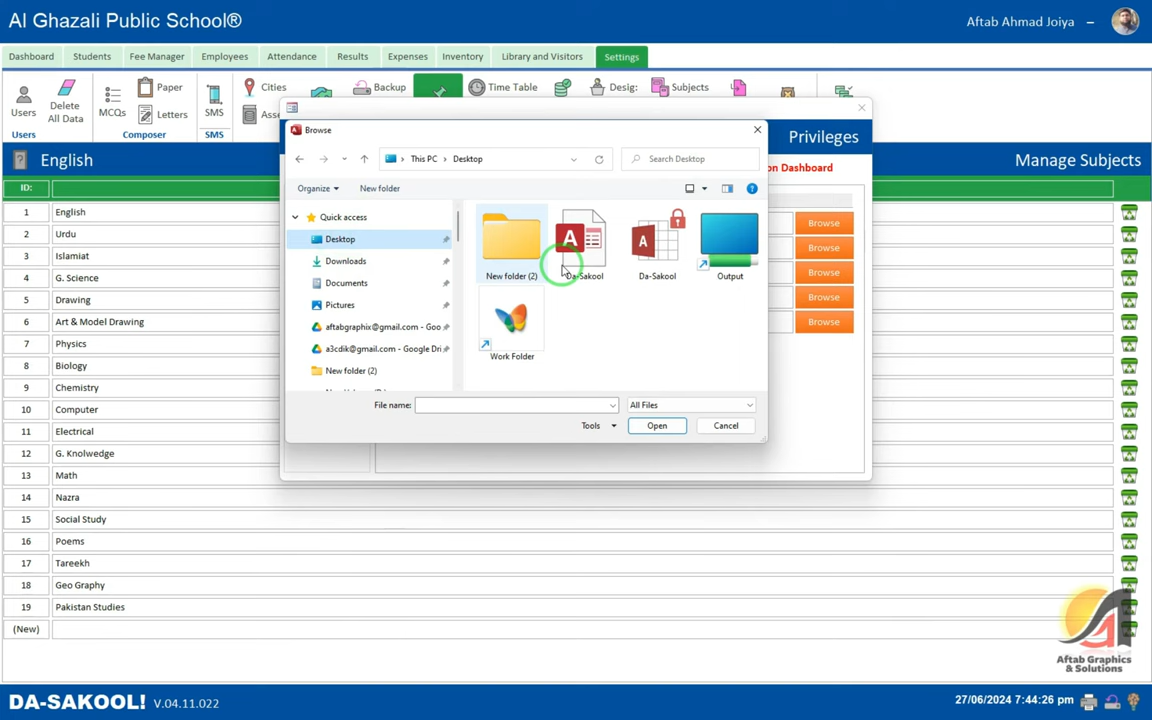 Al Ghazali Public School®
Aftab Ahmad Joiya
Dashboard Students Fee Manager Employees Attendance Results Expenses Inventory Library and Visitors Settings
Users
Delete
All Data
MCQs
Paper
Letters
SMS
Cities
Backup
Time Table
Desig:
Subjects
Users
Composer
SMS
English
Manage Subjects
Privileges
on Dashboard
Browse
Browse
Browse
Browse
Browse
Browse
This PC
Desktop
Search Desktop
Organize
New folder
Quick access
Desktop
Downloads
Documents
Pictures
aftabgraphix@gmail.com - Goo
a3cdik@gmail.com - Google Dri
New folder (2)
New folder (2)
Da-Sakool
Da-Sakool
Output
Work Folder
File name:
All Files
Tools
Open
Cancel
ID:
1 English
2 Urdu
3 Islamiat
4 G. Science
5 Drawing
6 Art & Model Drawing
7 Physics
8 Biology
9 Chemistry
10 Computer
11 Electrical
12 G. Knolwedge
13 Math
14 Nazra
15 Social Study
16 Poems
17 Tareekh
18 Geo Graphy
19 Pakistan Studies
(New)
Aftab Graphics
& Solutions
DA-SAKOOL! V.04.11.022
27/06/2024 7:44:26 pm